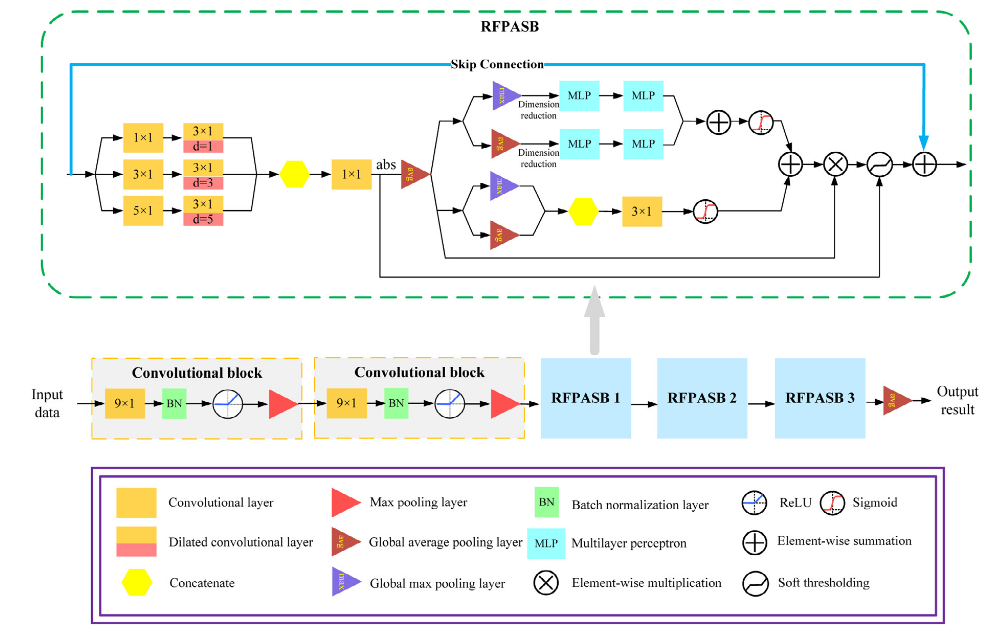 RFPASB
Skip Connection
max
MLP
MLP
Dimension
reduction
1×1
3×1
d=1
avg
MLP
MLP
Dimension
reduction
3×1
3×1
d=3
1×1
abs
avg
max
5×1
3×1
d=5
3×1
avg
Convolutional block
Convolutional block
Input
data
9×1
BN
9×1
BN
RFPASB 1
RFPASB 2
RFPASB 3
avg
Output
result
Convolutional layer
Max pooling layer
BN
Batch normalization layer
ReLU
Sigmoid
Dilated convolutional layer
avg
Global average pooling layer
MLP
Multilayer perceptron
Element-wise summation
Concatenate
max
Global max pooling layer
Element-wise multiplication
Soft thresholding